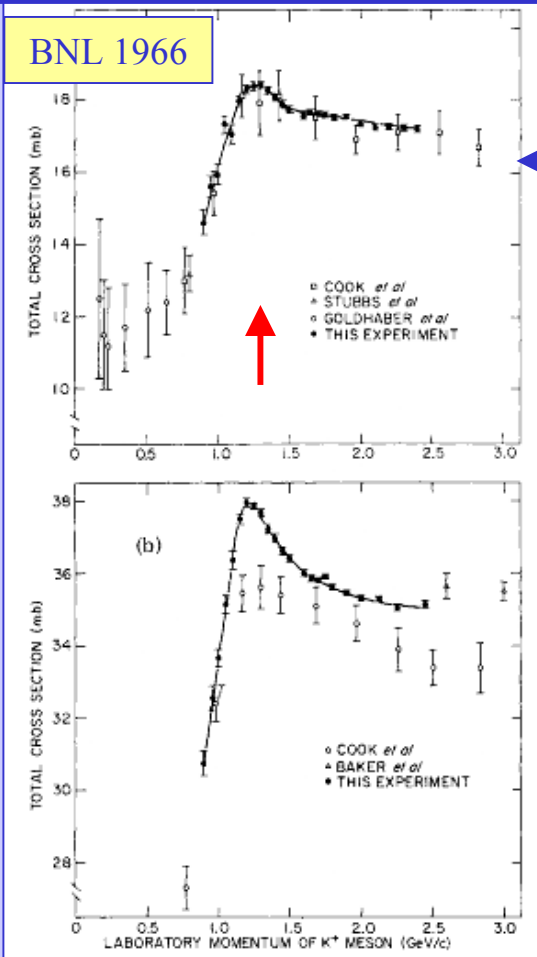 BNL 1966
TOTAL CROSS SECTION (mb)
18
16
14
12
10
COOK et al
STUBBS et al
GOLDHABER et al
THIS EXPERIMENT
0 0.5 1.0 1.5 2.0 2.5 3.0
TOTAL CROSS SECTION (mb)
38
36
34
32
30
28
(b)
COOK et al
BAKER et al
THIS EXPERIMENT
0 0.5 1.0 1.5 2.0 2.5 3.0
LABORATORY MOMENTUM OF K⁺ MESON (GeV/c)